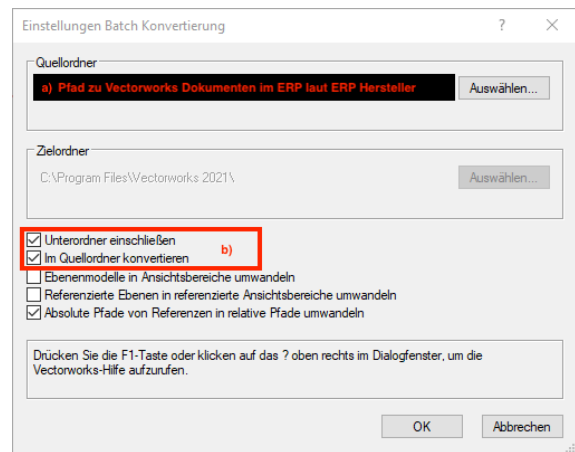 Einstellungen Batch Konvertierung
? ×
Quellordner
a) Pfad zu Vectorworks Dokumenten im ERP laut ERP Hersteller
Auswählen...
Zielordner
C:\Program Files\Vectorworks 2021\
Auswählen...
Unterordner einschließen
b)
Im Quellordner konvertieren
Ebenenmodelle in Ansichtsbereiche umwandeln
Referenzierte Ebenen in referenzierte Ansichtsbereiche umwandeln
Absolute Pfade von Referenzen in relative Pfade umwandeln
Drücken Sie die F1-Taste oder klicken auf das ? oben rechts im Dialogfenster, um die
Vectorworks-Hilfe aufzurufen.
OK
Abbrechen